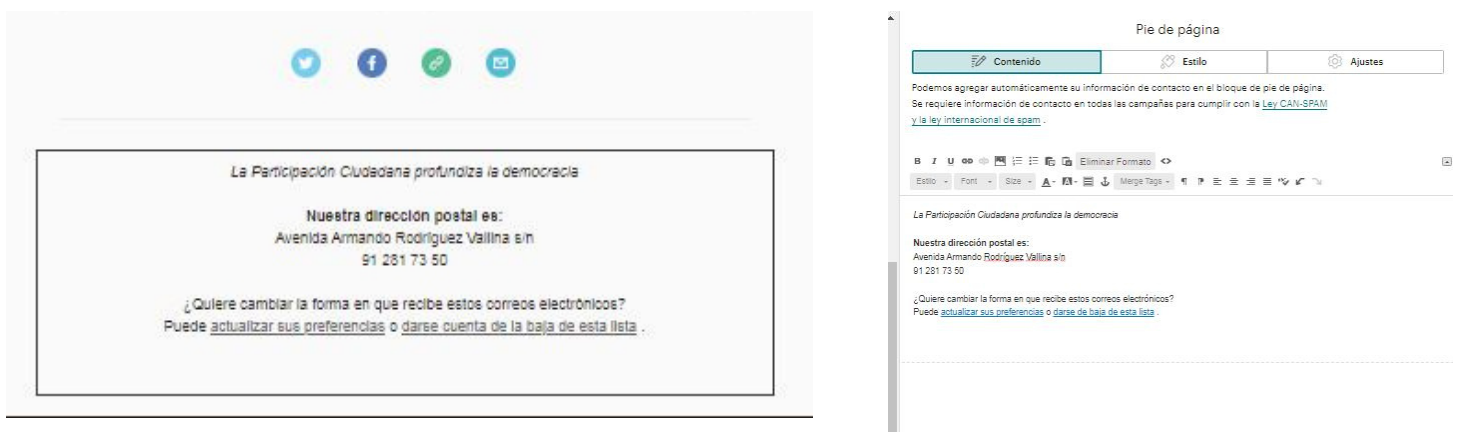 La Participación Ciudadana profundiza la democracia
Nuestra dirección postal es:
Avenida Armando Rodríguez Vallina s/n
91 281 73 50
¿Quiere cambiar la forma en que recibe estos correos electrónicos?
Puede actualizar sus preferencias o darse cuenta de la baja de esta lista .
Pie de página
Contenido
Estilo
Ajustes
Podemos agregar automáticamente su información de contacto en el bloque de pie de página.
Se requiere información de contacto en todas las campañas para cumplir con la Ley CAN-SPAM
y la ley internacional de spam .
B I U Eliminar Formato <>
Estilo Font Size A A Merge Tags
La Participación Ciudadana profundiza la democracia
Nuestra dirección postal es:
Avenida Armando Rodríguez Vallina s/n
91 281 73 50
¿Quiere cambiar la forma en que recibe estos correos electrónicos?
Puede actualizar sus preferencias o darse de baja de esta lista .